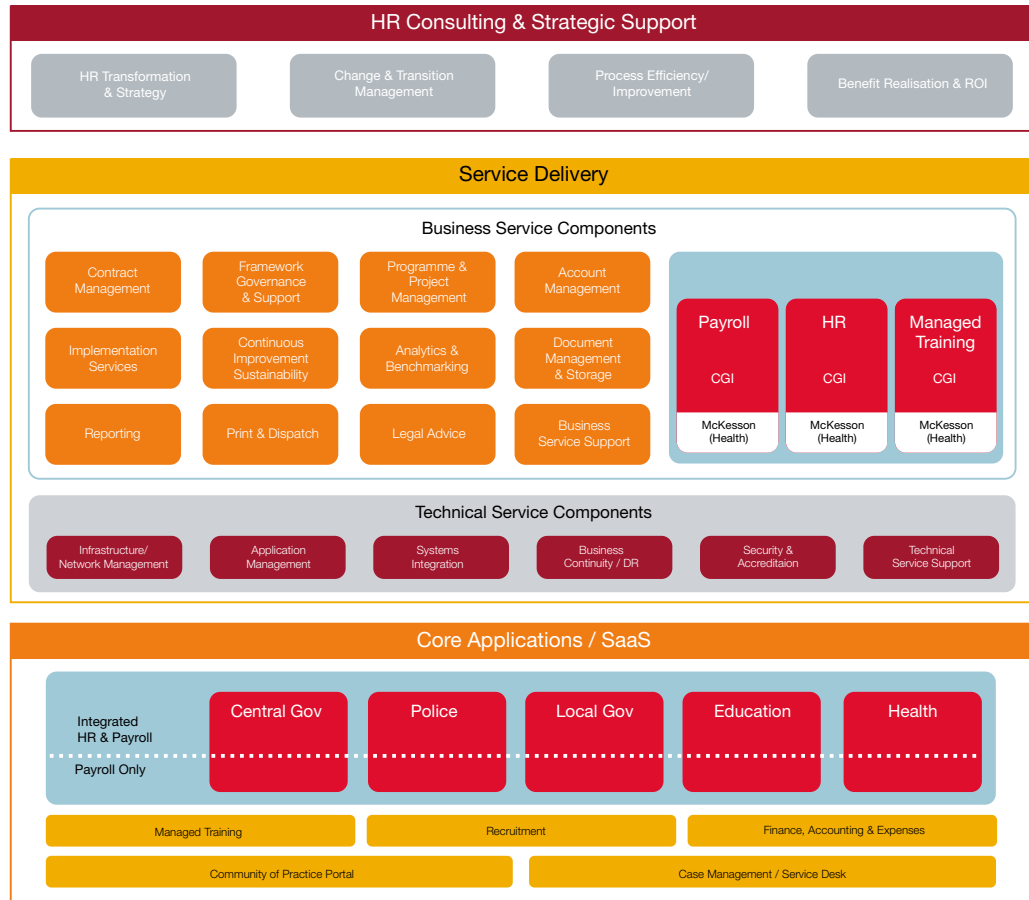 HR Consulting & Strategic Support
HR Transformation
& Strategy
Change & Transition
Management
Process Efficiency/
Improvement
Benefit Realisation & ROI
Service Delivery
Business Service Components
Contract
Management
Framework
Governance
& Support
Programme &
Project
Management
Account
Management
Implementation
Services
Continuous
Improvement
Sustainability
Analytics &
Benchmarking
Document
Management
& Storage
Reporting
Print & Dispatch
Legal Advice
Business
Service Support
Payroll
CGI
McKesson
(Health)
HR
CGI
McKesson
(Health)
Managed
Training
CGI
McKesson
(Health)
Technical Service Components
Infrastructure/
Network Management
Application
Management
Systems
Integration
Business
Continuity / DR
Security &
Accreditaion
Technical
Service Support
Core Applications / SaaS
Integrated
HR & Payroll
Payroll Only
Central Gov
Police
Local Gov
Education
Health
Managed Training
Recruitment
Finance, Accounting & Expenses
Community of Practice Portal
Case Management / Service Desk